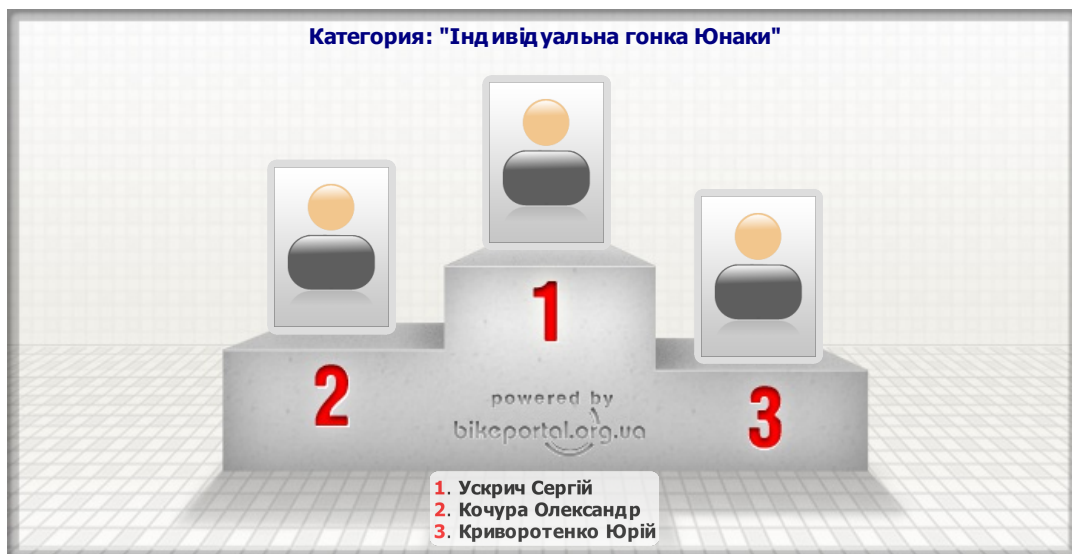 Категория: "Індивідуальна гонка Юнаки"
1
2
3
powered by
bikeportal.org.ua
1. Ускрич Сергій
2. Кочура Олександр
3. Криворотенко Юрій